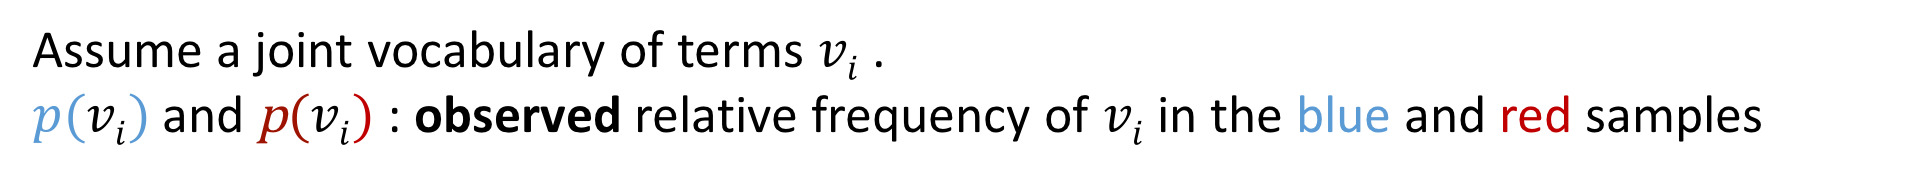 Assume a joint vocabulary of terms 𝑣ᵢ .
𝑝(𝑣ᵢ) and 𝑝(𝑣ᵢ) : observed relative frequency of 𝑣ᵢ in the blue and red samples